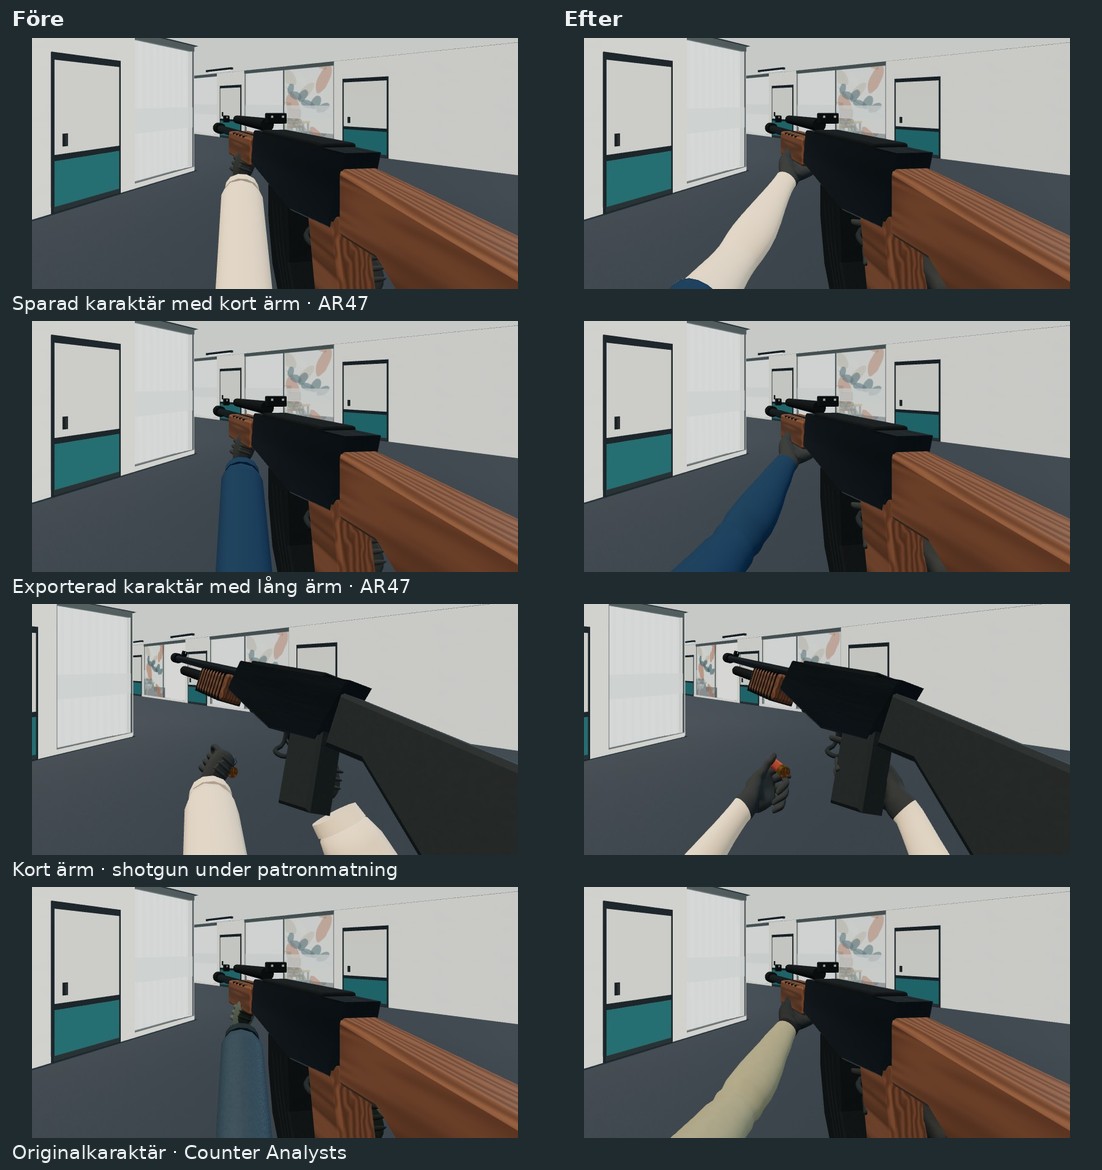 Före
Efter
Sparad karaktär med kort ärm · AR47
Exporterad karaktär med lång ärm · AR47
Kort ärm · shotgun under patronmatning
Originalkaraktär · Counter Analysts